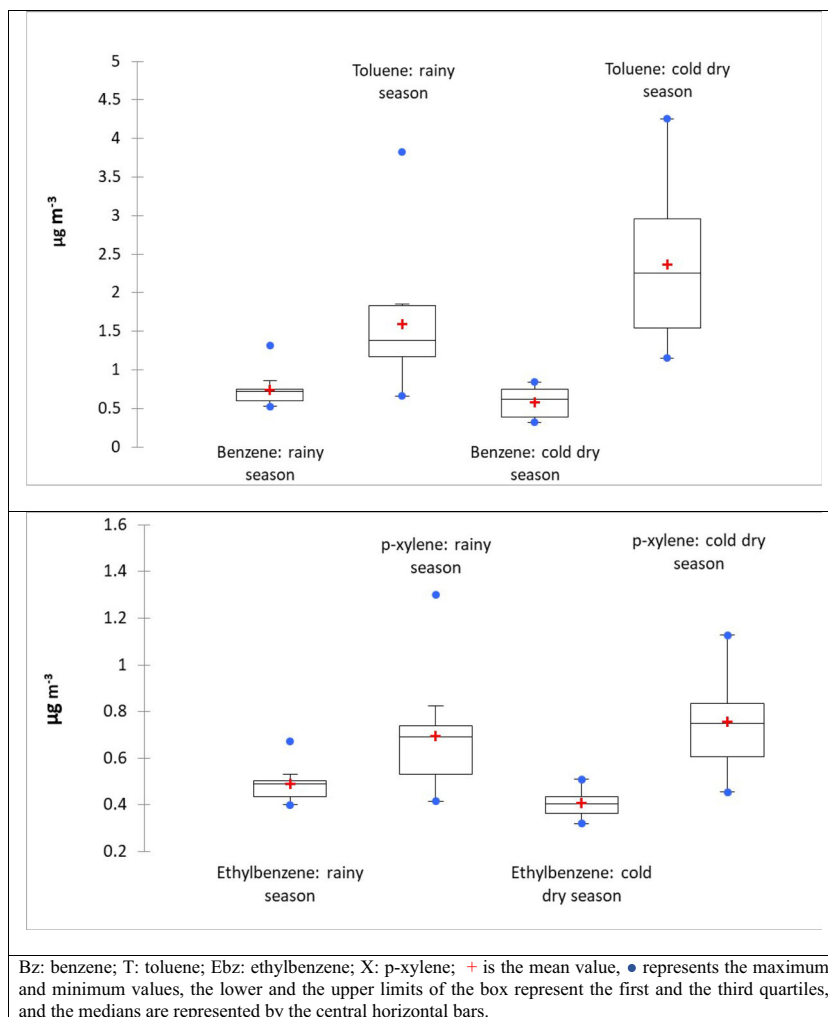 5
Toluene: rainy
season
Toluene: cold dry
season
4.5
4
3.5
3
µg m-3
2.5
2
1.5
1
0.5
0
Benzene: rainy
season
Benzene: cold dry
season
1.6
p-xylene: rainy
season
p-xylene: cold dry
season
1.4
1.2
1
µg m-3
0.8
0.6
0.4
0.2
Ethylbenzene: rainy
season
Ethylbenzene: cold
dry season
Bz: benzene; T: toluene; Ebz: ethylbenzene; X: p-xylene; + is the mean value, ● represents the maximum
and minimum values, the lower and the upper limits of the box represent the first and the third quartiles,
and the medians are represented by the central horizontal bars.